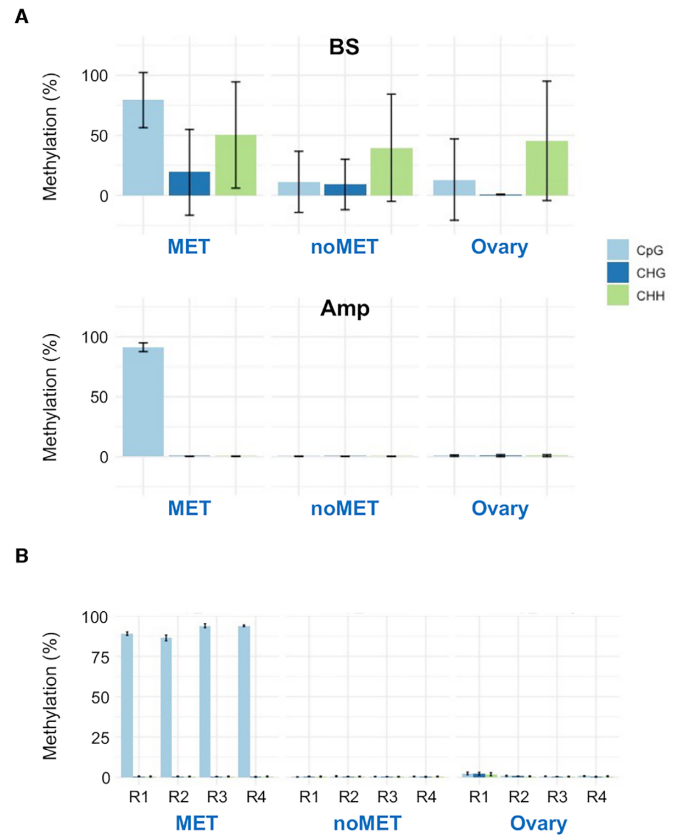 A
BS
Methylation (%)
100
50
0
MET noMET Ovary
CpG
CHG
CHH
Amp
Methylation (%)
100
50
0
MET noMET Ovary
B
Methylation (%)
100
75
50
25
0
R1 R2 R3 R4 R1 R2 R3 R4 R1 R2 R3 R4
MET noMET Ovary